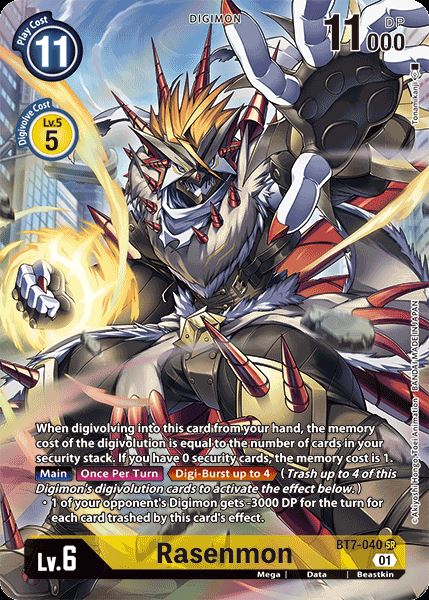 Play Cost
11
DIGIMON
DP
11000
Digivolve Cost
Lv.5
5
Tonamikanji
©Akiyoshi Hongo, Toei Animation BANDAI MADE IN JAPAN
When digivolving into this card from your hand, the memory
cost of the digivolution is equal to the number of cards in your
security stack. If you have 0 security cards, the memory cost is 1.
Main Once Per Turn Digi-Burst up to 4 (Trash up to 4 of this
Digimon's digivolution cards to activate the effect below.)
・1 of your opponent's Digimon gets -3000 DP for the turn for
each card trashed by this card's effect.
BT7-040 SR
Lv.6
Rasenmon
01
Mega | Data | Beastkin